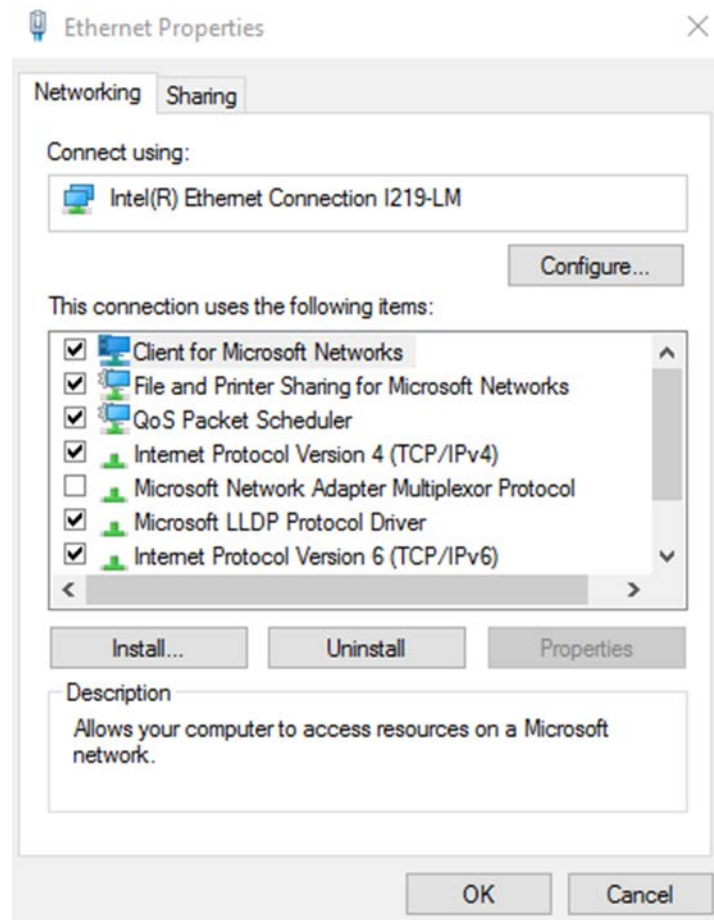 Ethernet Properties
Networking Sharing
Connect using:
Intel(R) Ethernet Connection I219-LM
Configure...
This connection uses the following items:
Client for Microsoft Networks
File and Printer Sharing for Microsoft Networks
QoS Packet Scheduler
Internet Protocol Version 4 (TCP/IPv4)
Microsoft Network Adapter Multiplexor Protocol
Microsoft LLDP Protocol Driver
Internet Protocol Version 6 (TCP/IPv6)
Install... Uninstall Properties
Description
Allows your computer to access resources on a Microsoft
network.
OK Cancel